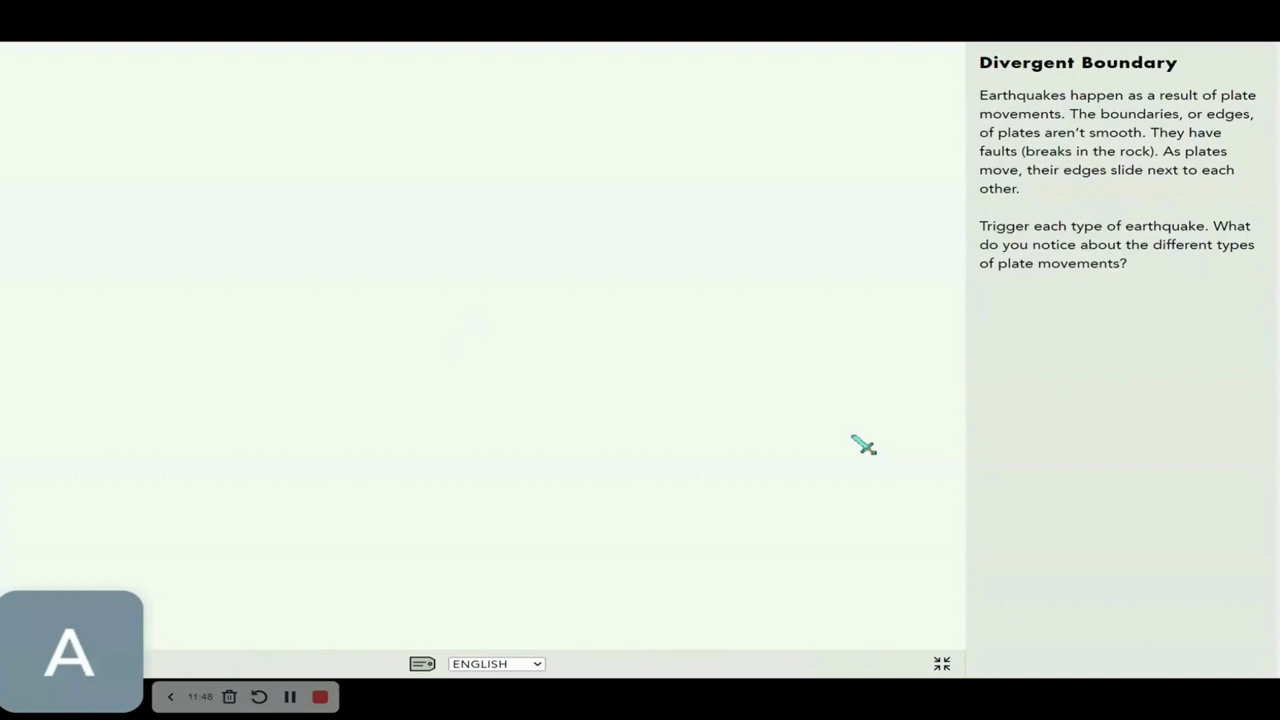 Divergent Boundary
Earthquakes happen as a result of plate
movements. The boundaries, or edges,
of plates aren’t smooth. They have
faults (breaks in the rock). As plates
move, their edges slide next to each
other.
Trigger each type of earthquake. What
do you notice about the different types
of plate movements?
A
ENGLISH
11:48